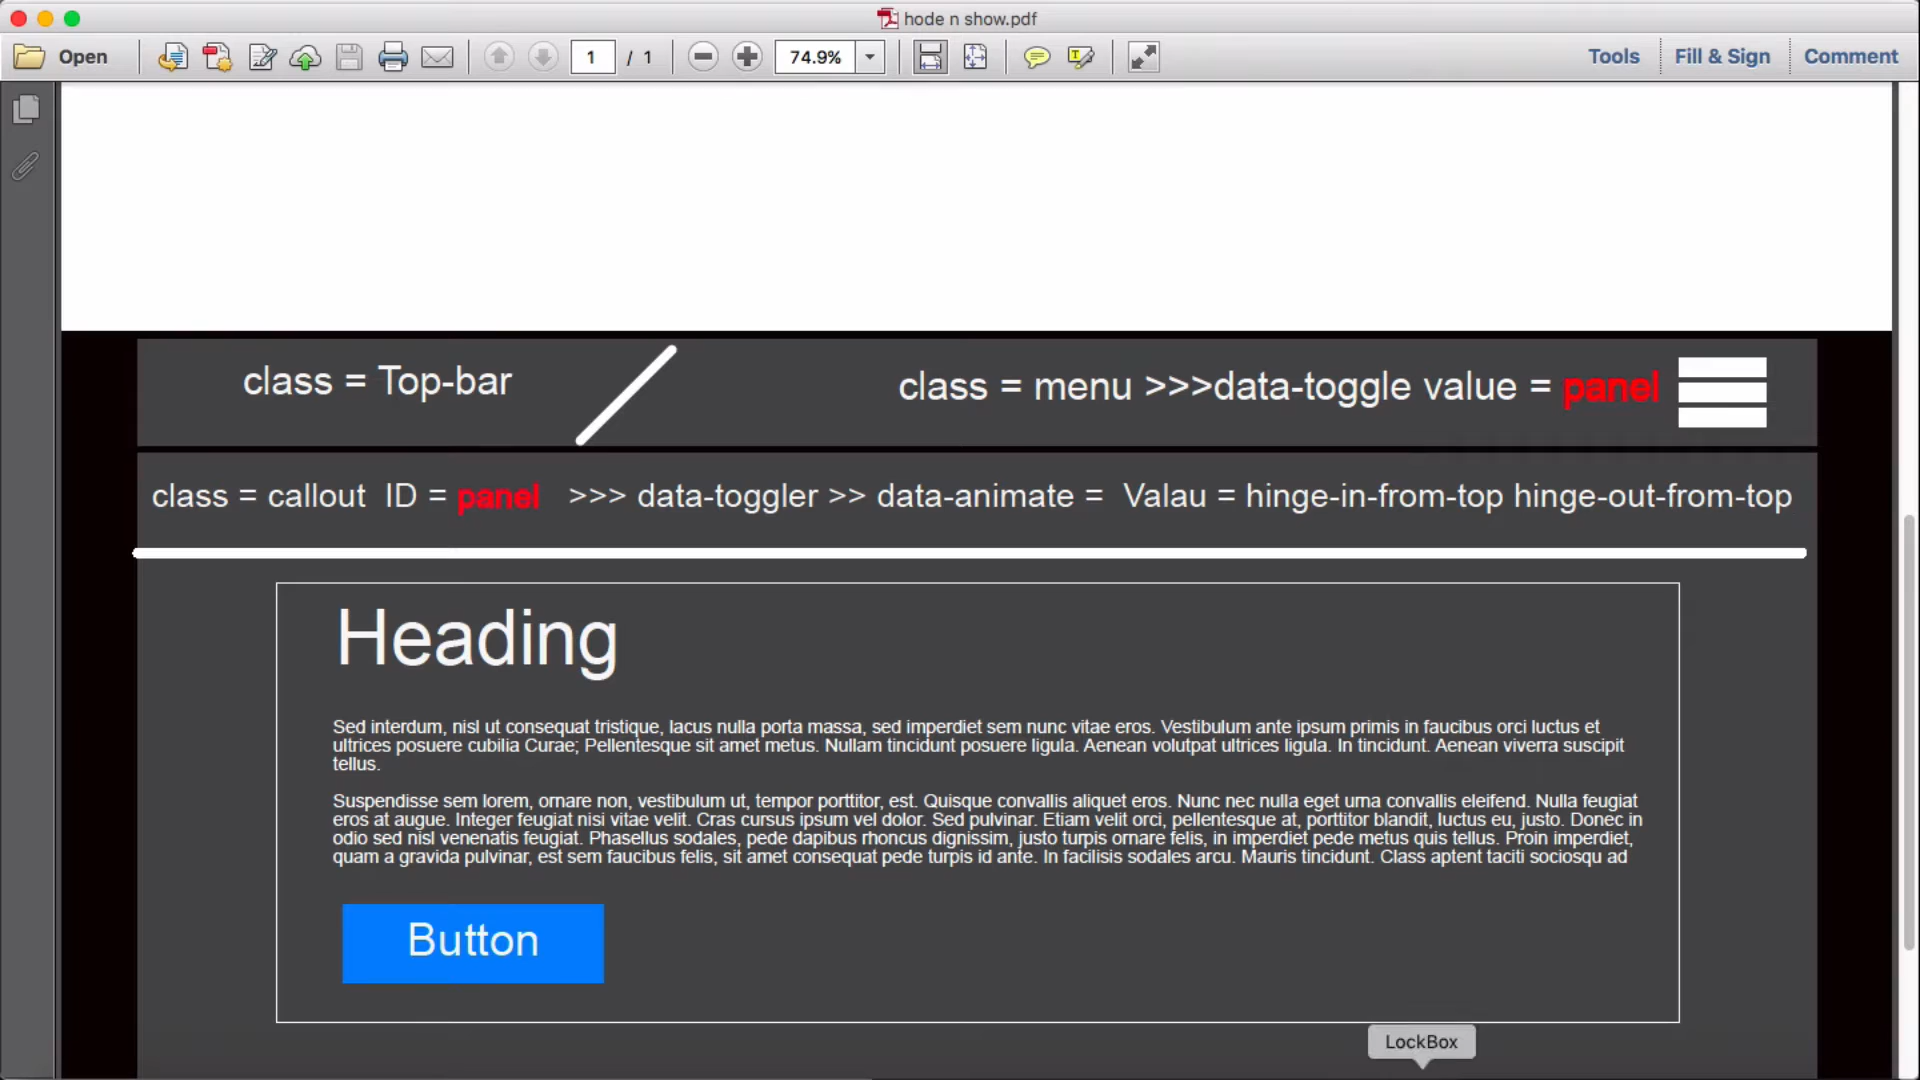 hode n show.pdf
Open
1 / 1
74.9%
Tools
Fill & Sign
Comment
class = Top-bar
class = menu >>>data-toggle value = panel
class = callout ID = panel >>> data-toggler >> data-animate = Valau = hinge-in-from-top hinge-out-from-top
Heading
Sed interdum, nisl ut consequat tristique, lacus nulla porta massa, sed imperdiet sem nunc vitae eros. Vestibulum ante ipsum primis in faucibus orci luctus et
ultrices posuere cubilia Curae; Pellentesque sit amet metus. Nullam tincidunt posuere ligula. Aenean volutpat ultrices ligula. In tincidunt. Aenean viverra suscipit
tellus.
Suspendisse sem lorem, ornare non, vestibulum ut, tempor porttitor, est. Quisque convallis aliquet eros. Nunc nec nulla eget urna convallis eleifend. Nulla feugiat
eros at augue. Integer feugiat nisi vitae velit. Cras cursus ipsum vel dolor. Sed pulvinar. Etiam velit orci, pellentesque at, porttitor blandit, luctus eu, justo. Donec in
odio sed nisl venenatis feugiat. Phasellus sodales, pede dapibus rhoncus dignissim, justo turpis ornare felis, in imperdiet pede metus quis tellus. Proin imperdiet,
quam a gravida pulvinar, est sem faucibus felis, sit amet consequat pede turpis id ante. In facilisis sodales arcu. Mauris tincidunt. Class aptent taciti sociosqu ad
Button
LockBox